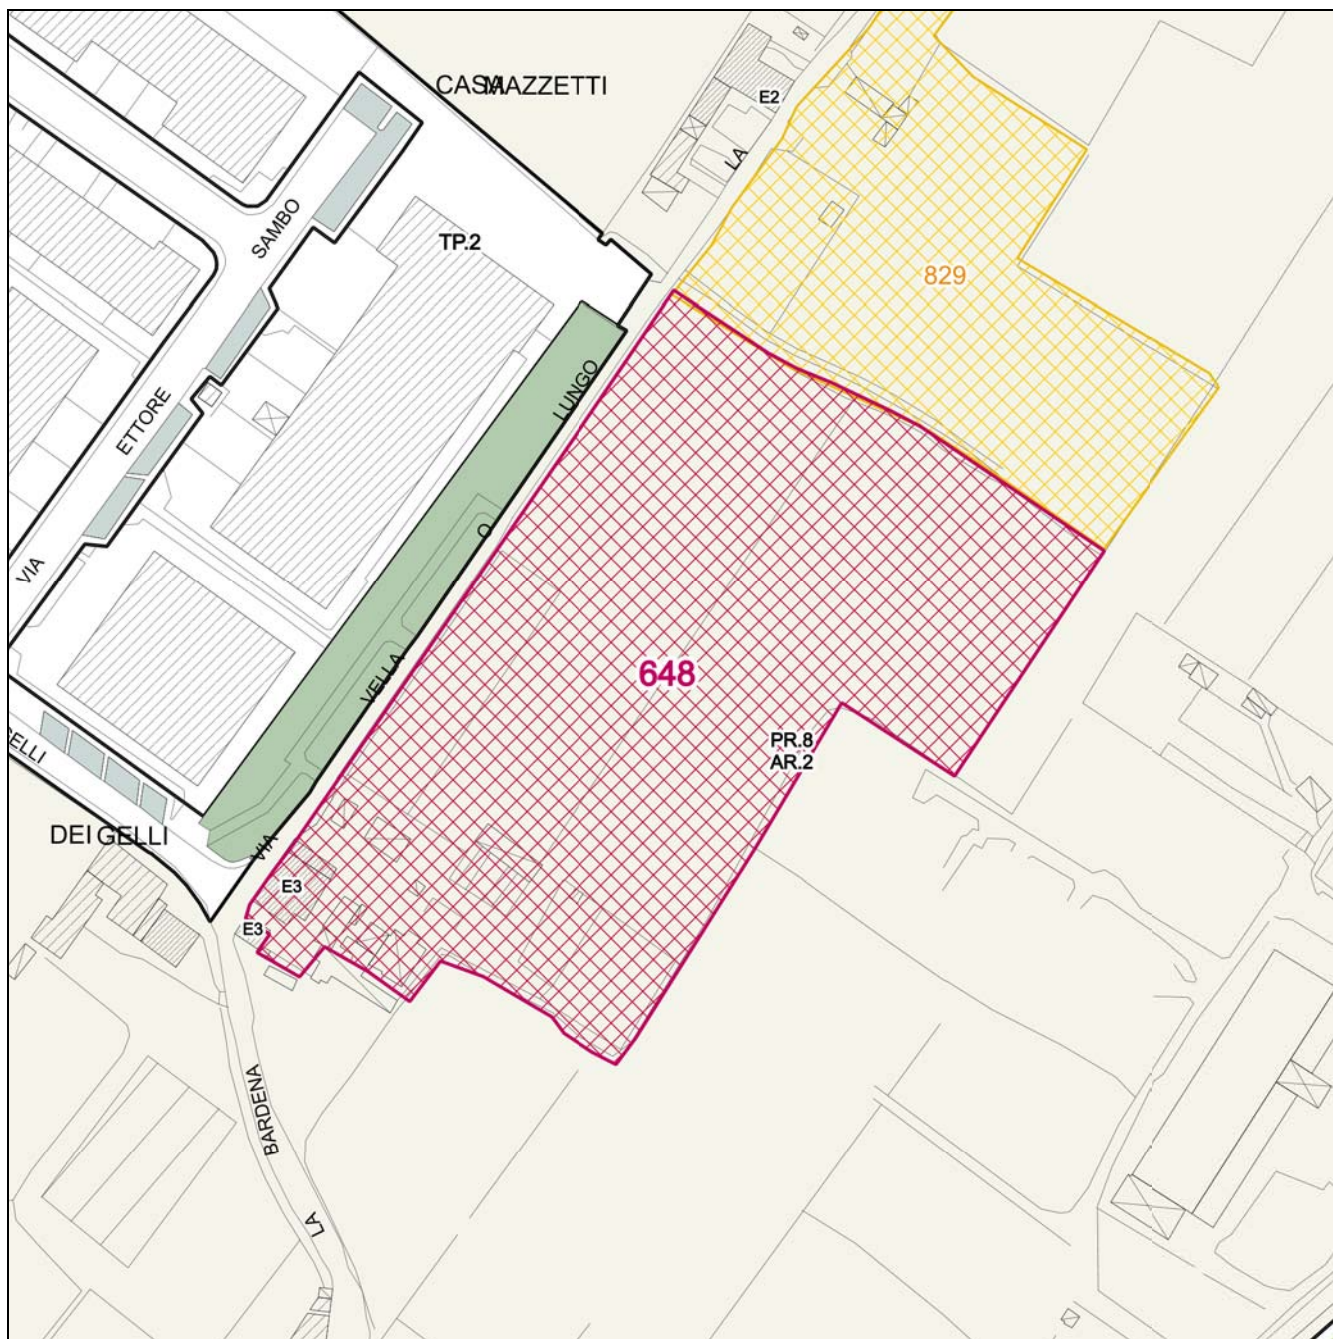 CASA MAZZETTI
E2
LA
SAMBO
TP.2
829
LUNGO
ETTORE
O
VIA
648
VELLA
PR.8
AR.2
GELLI
DEI GELLI
VIA
E3
E3
BARDENA
LA